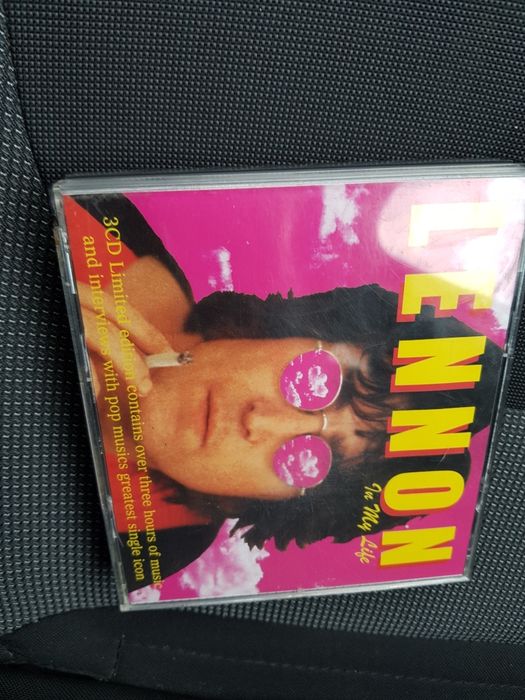 LENNON
In My Life
3CD Limited edition contains over three hours of music
and interviews with pop musics greatest single icon